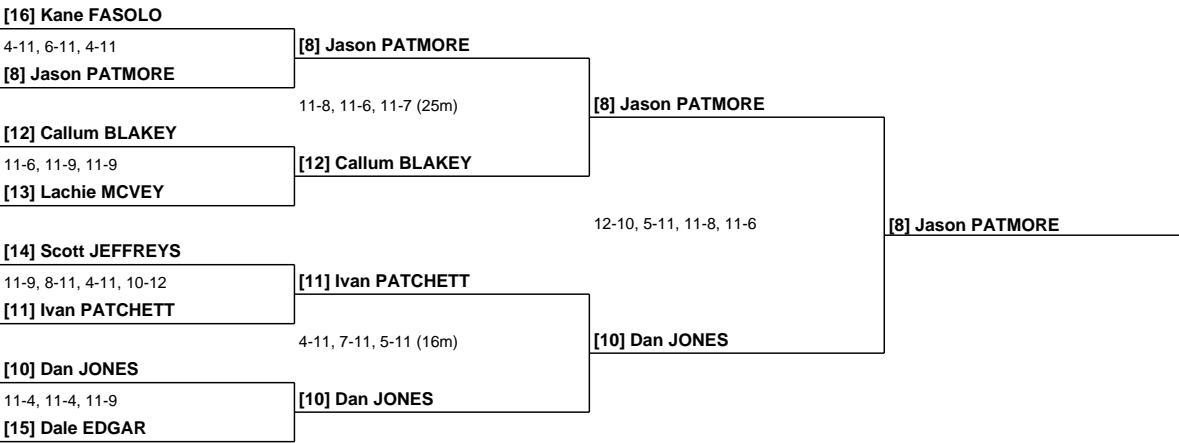 [16] Kane FASOLO
4-11, 6-11, 4-11
[8] Jason PATMORE
[8] Jason PATMORE
11-8, 11-6, 11-7 (25m)
[8] Jason PATMORE
[12] Callum BLAKEY
11-6, 11-9, 11-9
[12] Callum BLAKEY
[13] Lachie MCVEY
12-10, 5-11, 11-8, 11-6
[8] Jason PATMORE
[14] Scott JEFFREYS
11-9, 8-11, 4-11, 10-12
[11] Ivan PATCHETT
[11] Ivan PATCHETT
4-11, 7-11, 5-11 (16m)
[10] Dan JONES
[10] Dan JONES
11-4, 11-4, 11-9
[10] Dan JONES
[15] Dale EDGAR